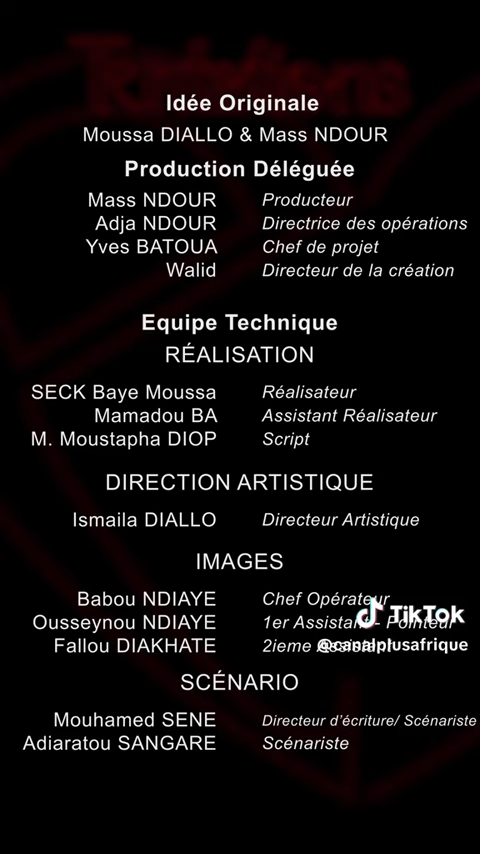 Idée Originale
Moussa DIALLO & Mass NDOUR
Production Déléguée
Mass NDOUR Producteur
Adja NDOUR Directrice des opérations
Yves BATOUA Chef de projet
Walid Directeur de la création
Equipe Technique
RÉALISATION
SECK Baye Moussa Réalisateur
Mamadou BA Assistant Réalisateur
M. Moustapha DIOP Script
DIRECTION ARTISTIQUE
Ismaila DIALLO Directeur Artistique
IMAGES
Babou NDIAYE Chef Opérateur
Ousseynou NDIAYE 1er Assistant - Pointeur
TikTok
Fallou DIAKHATE 2ieme Assistant
@canalplusafrique
SCÉNARIO
Mouhamed SENE Directeur d'écriture/ Scénariste
Adiaratou SANGARE Scénariste